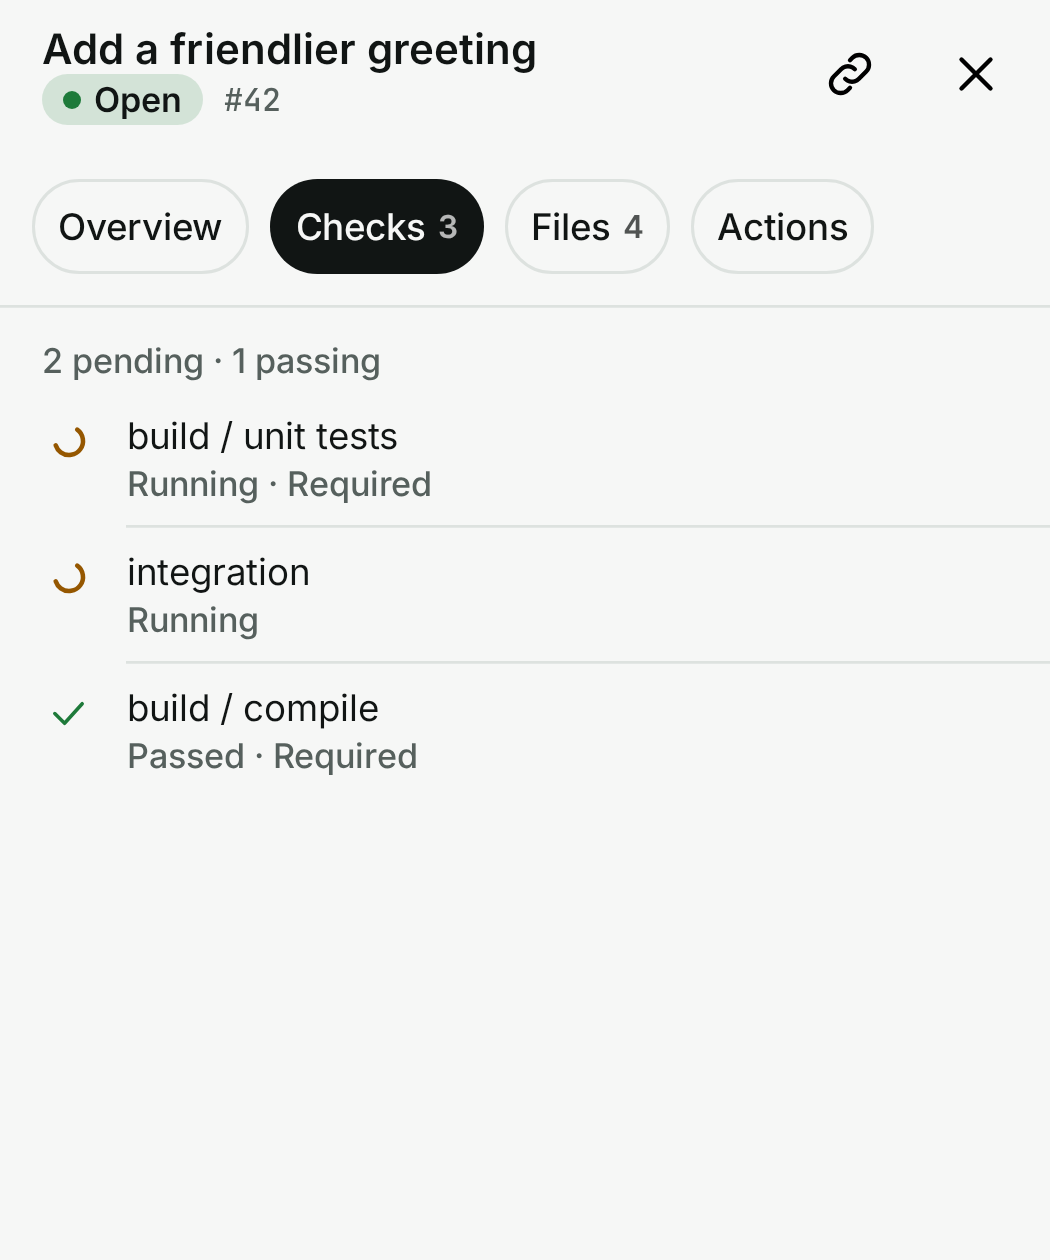 Add a friendlier greeting
Open #42
Overview Checks 3 Files 4 Actions
2 pending · 1 passing
build / unit tests
Running · Required
integration
Running
build / compile
Passed · Required